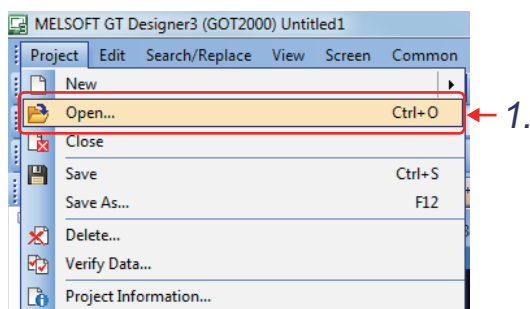 MELSOFT GT Designer3 (GOT2000) Untitled1
Project Edit Search/Replace View Screen Common
New
Open... Ctrl+O
1.
Close
Save Ctrl+S
Save As... F12
Delete...
Verify Data...
Project Information...